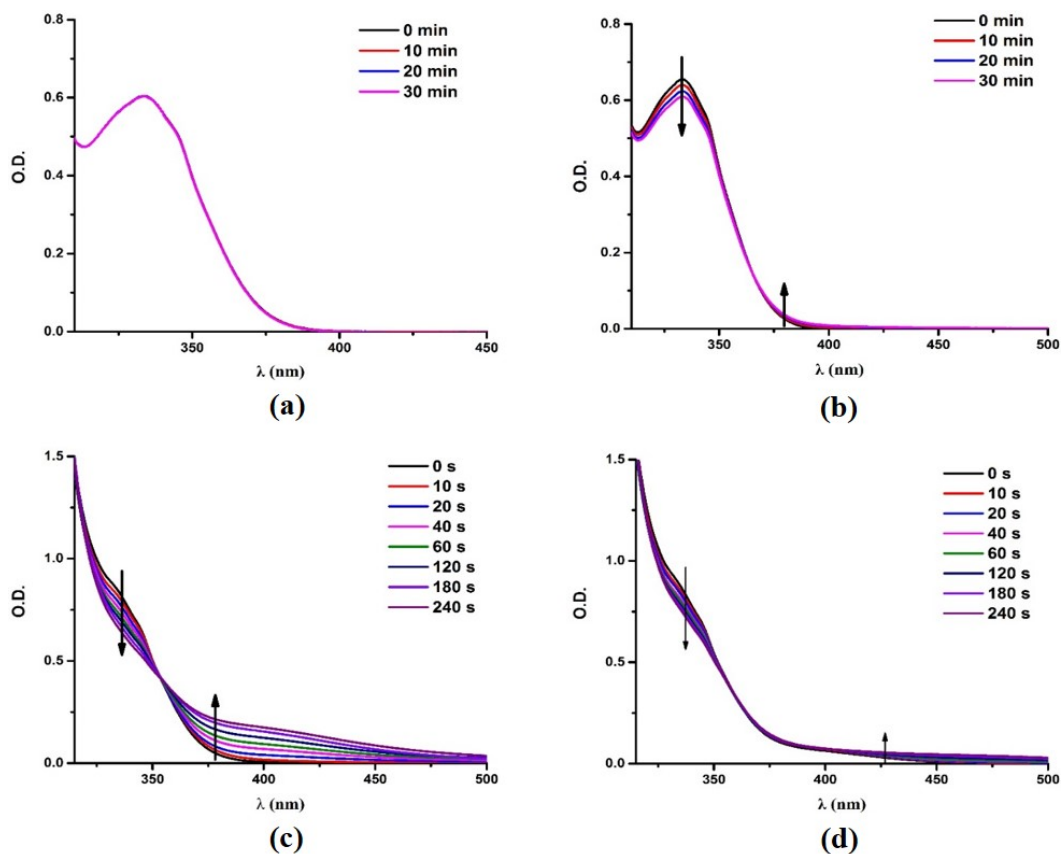 0.8
0.6
0.4
0.2
0.0
O.D.
0 min
10 min
20 min
30 min
350
400
450
λ (nm)
(a)
0.8
0.6
0.4
0.2
0.0
O.D.
0 min
10 min
20 min
30 min
350
400
450
500
λ (nm)
(b)
1.5
1.0
0.5
0.0
O.D.
0 s
10 s
20 s
40 s
60 s
120 s
180 s
240 s
350
400
450
500
λ (nm)
(c)
1.5
1.0
0.5
0.0
O.D.
0 s
10 s
20 s
40 s
60 s
120 s
180 s
240 s
350
400
450
500
λ (nm)
(d)